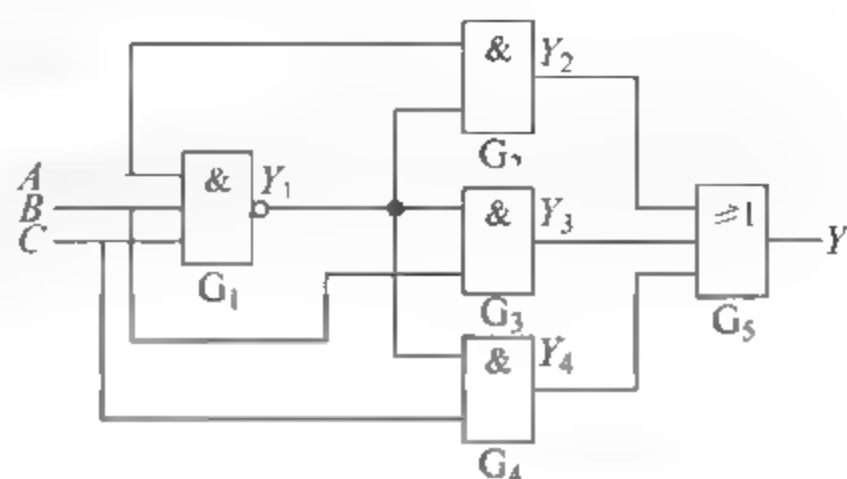 & Y₂
G₂
A
B
C
& Y₁
G₁
& Y₃
G₃
& Y₄
G₄
≥1
Y
G₅